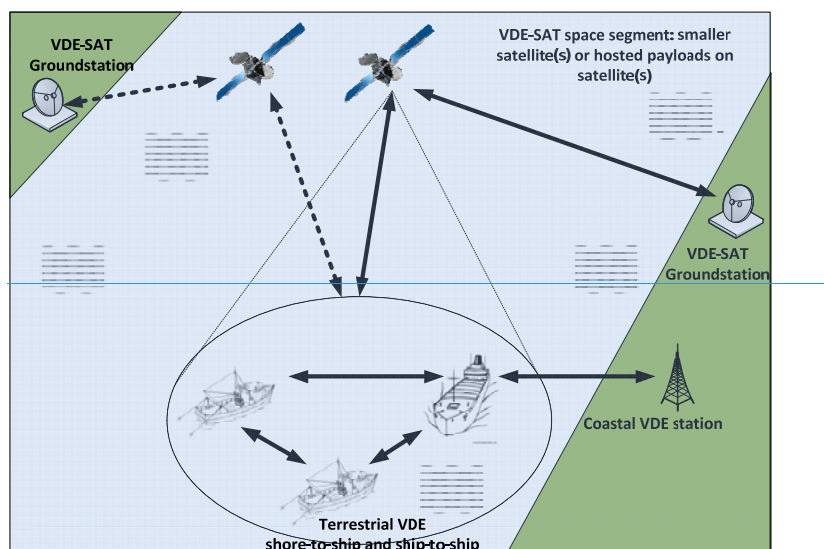 VDE-SAT
Groundstation
VDE-SAT space segment: smaller
satellite(s) or hosted payloads on
satellite(s)
VDE-SAT
Groundstation
Coastal VDE station
Terrestrial VDE
shore-to-ship and ship-to-ship